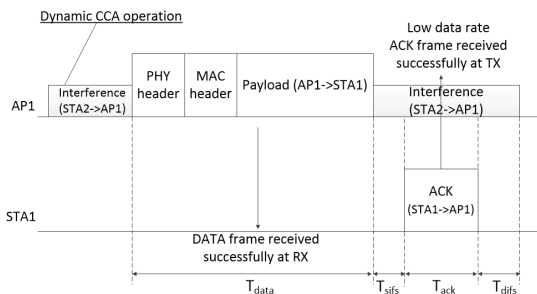 Dynamic CCA operation
Low data rate
ACK frame received
successfully at TX
Interference
(STA2->AP1)
PHY
header
MAC
header
Payload (AP1->STA1)
Interference
(STA2->AP1)
AP1
ACK
(STA1->AP1)
STA1
DATA frame received
successfully at RX
Tdata
Tsifs
Tack
Tdifs